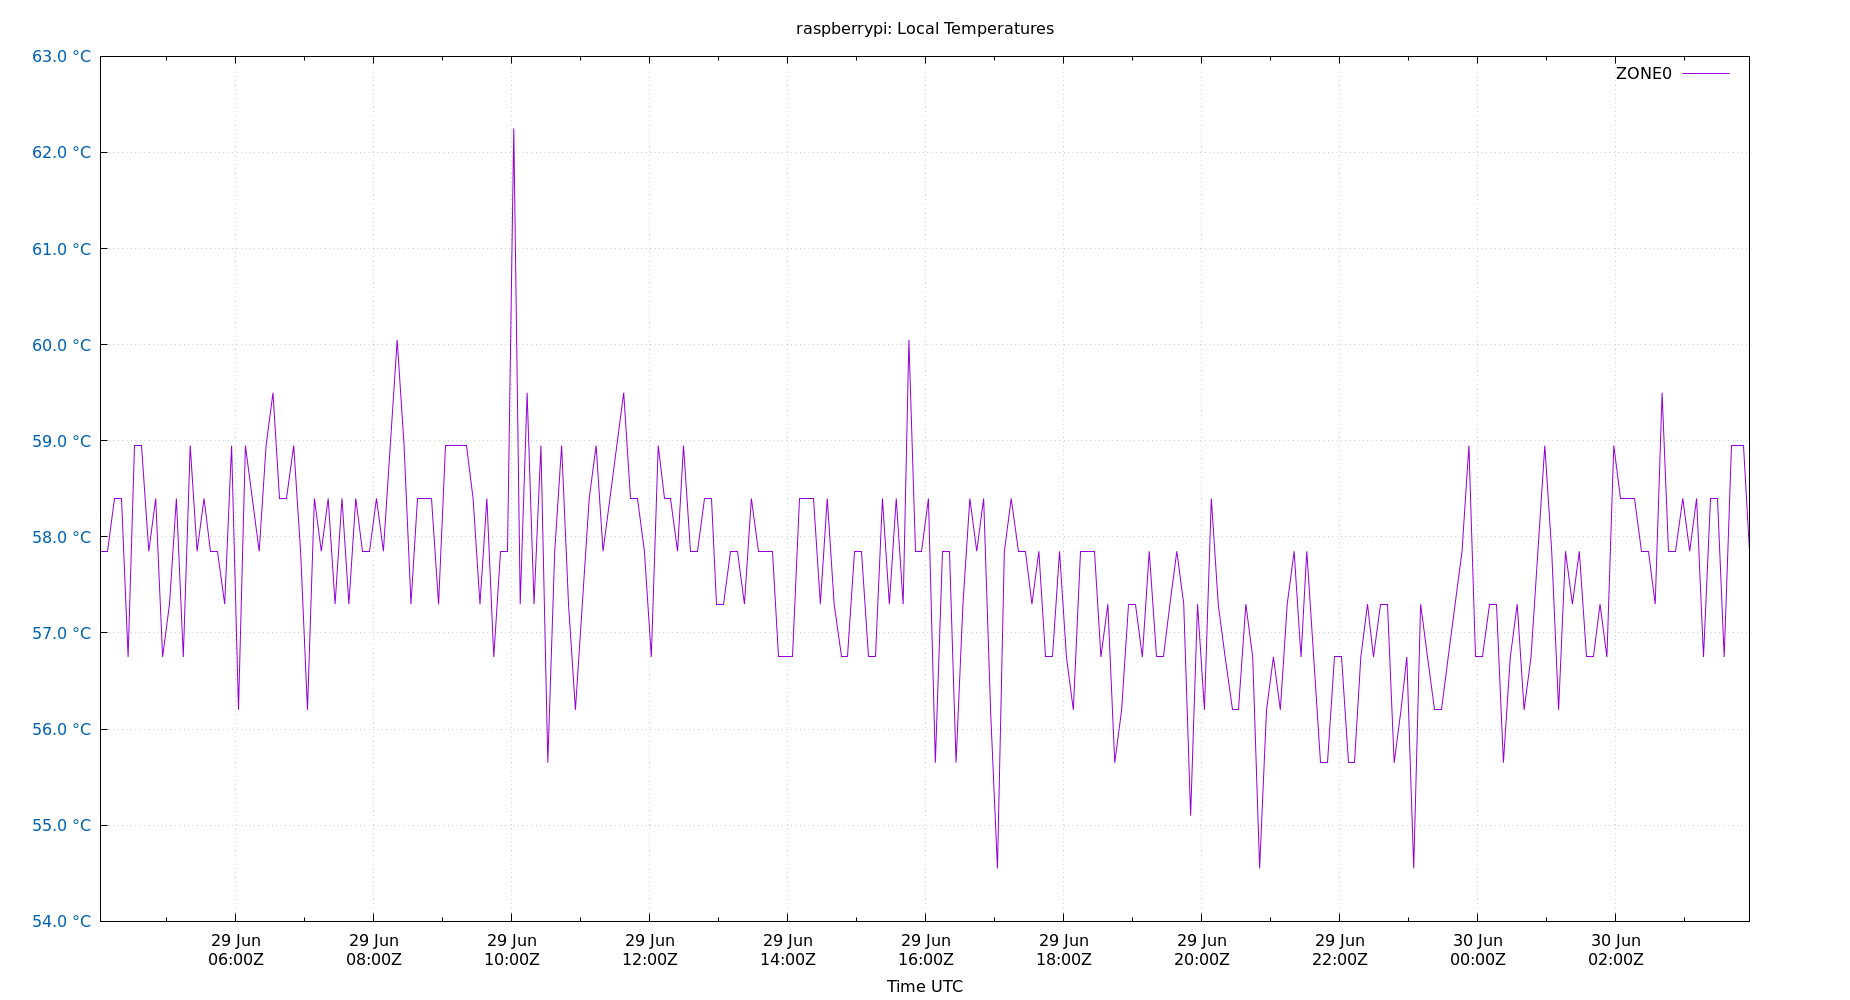 raspberrypi: Local Temperatures
63.0 °C
ZONE0
62.0 °C
61.0 °C
60.0 °C
59.0 °C
58.0 °C
57.0 °C
56.0 °C
55.0 °C
54.0 °C
29 Jun 29 Jun 29 Jun 29 Jun 29 Jun 29 Jun 29 Jun 29 Jun 29 Jun 30 Jun 30 Jun
06:00Z 08:00Z 10:00Z 12:00Z 14:00Z 16:00Z 18:00Z 20:00Z 22:00Z 00:00Z 02:00Z
Time UTC